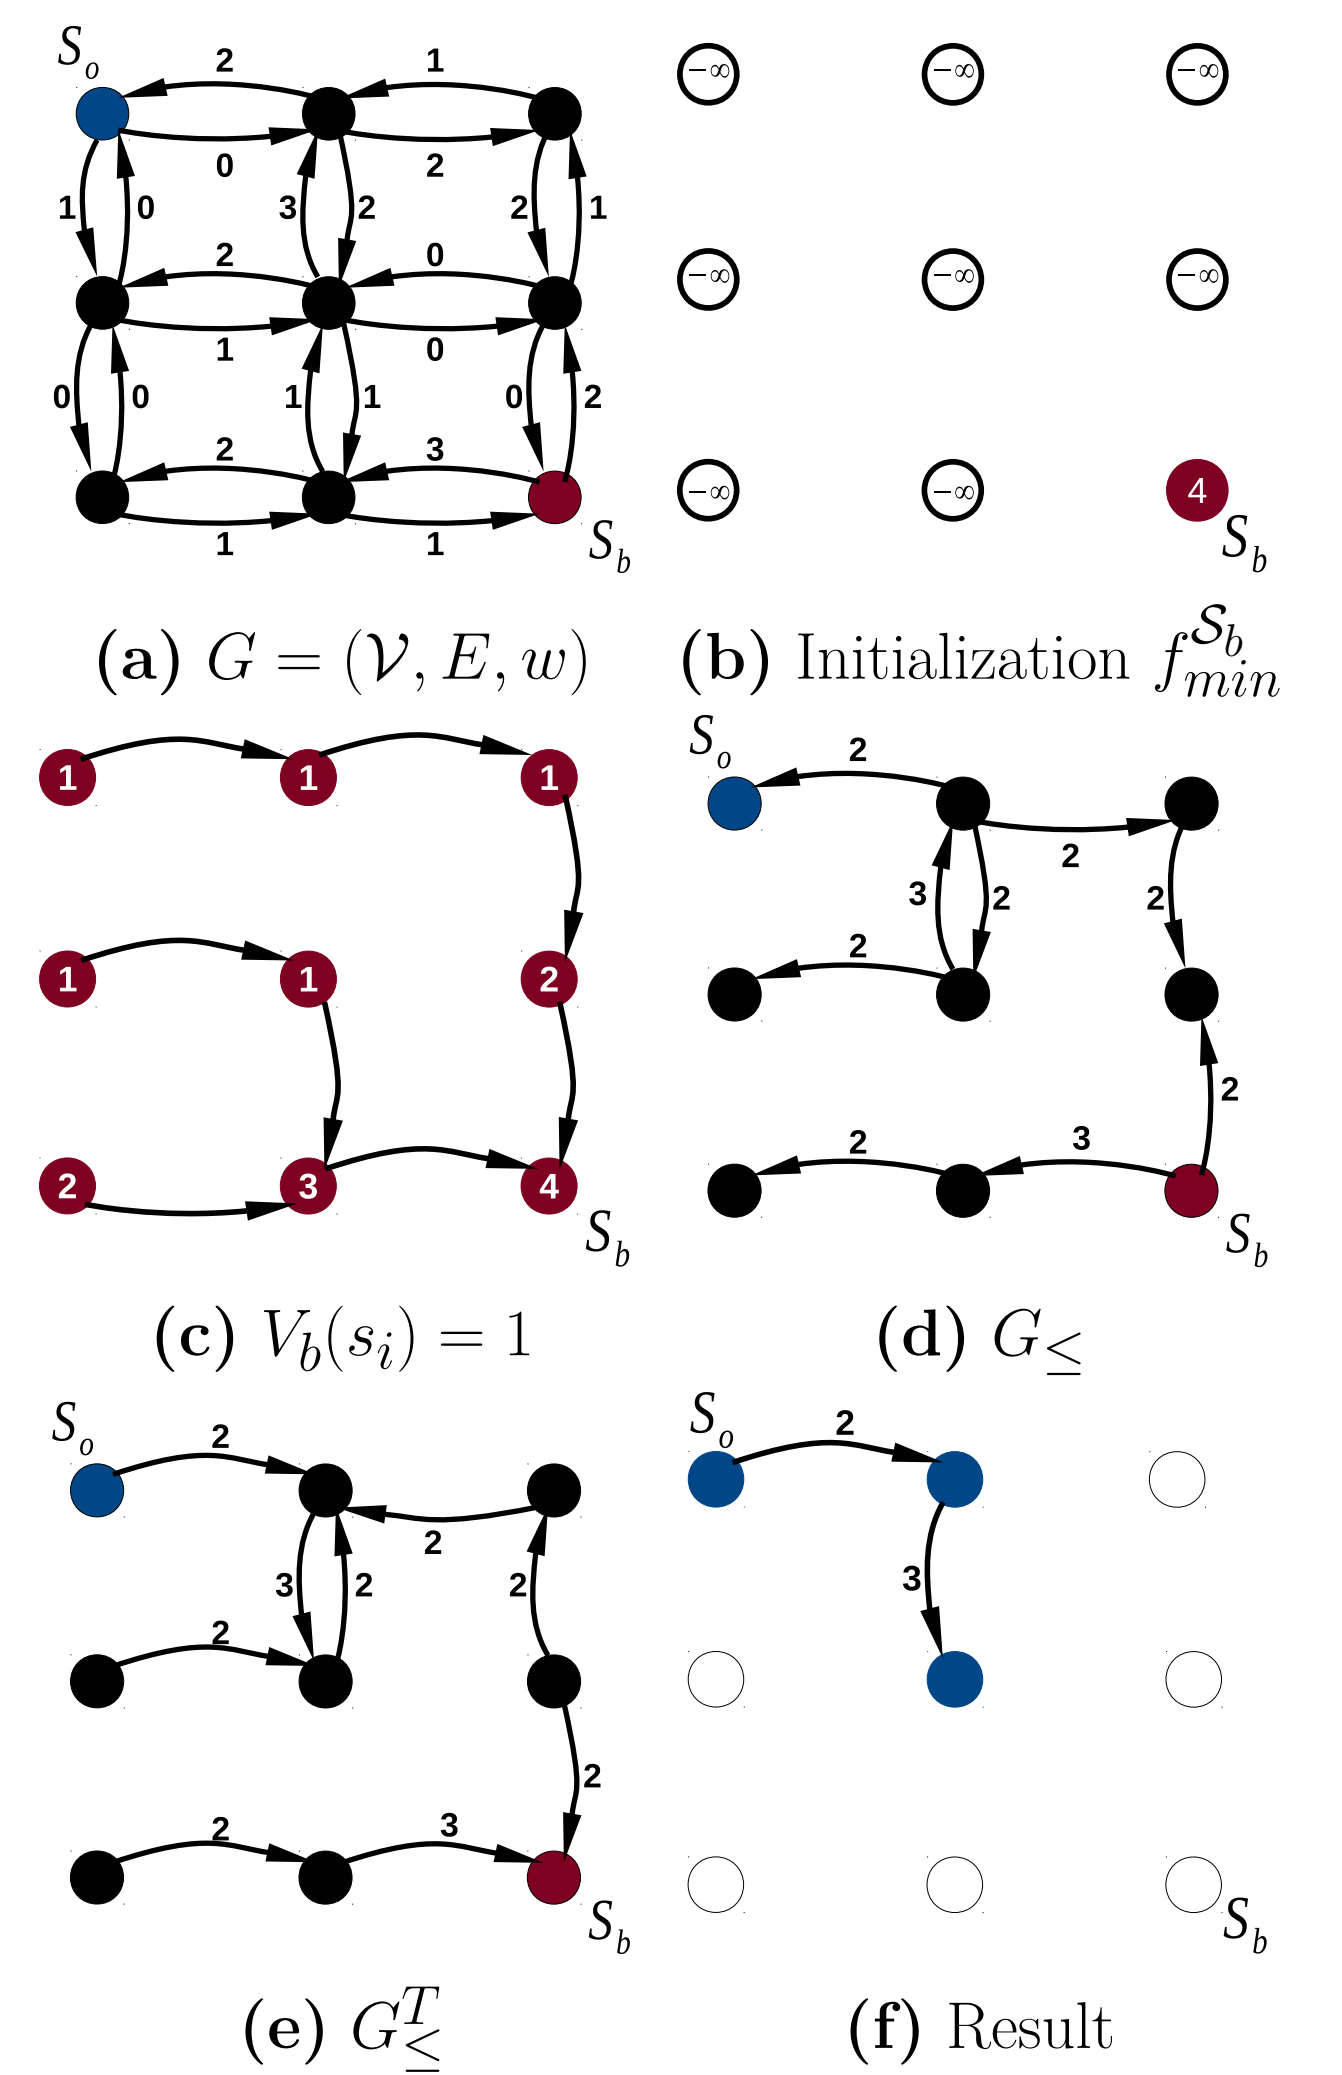 S_o
2 1
0 2
1 0 3 2 2 1
2 0
1 0
0 0 1 1 0 2
2 3
1 1
S_b
−∞ −∞ −∞
−∞ −∞ −∞
−∞ −∞ 4
S_b
(a) G = (𝒱, E, w)
(b) Initialization f_{min}^{𝒮_b}
1 1 1
1 1 2
2 3 4
S_b
S_o
2
2
3 2 2
2
2
2 3
S_b
(c) V_b(s_i) = 1
(d) G_≤
S_o
2
2
3 2 2
2
2
2 3
S_b
S_o
2
3
S_b
(e) G_≤^T
(f) Result